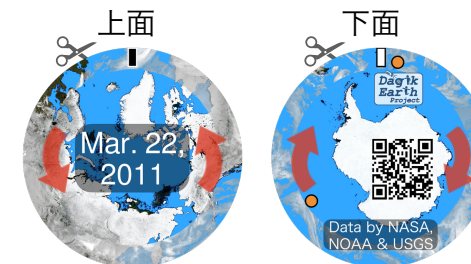 上面
下面
Mar. 22,
2011
Dagik
Earth
Project
Data by NASA,
NOAA & USGS